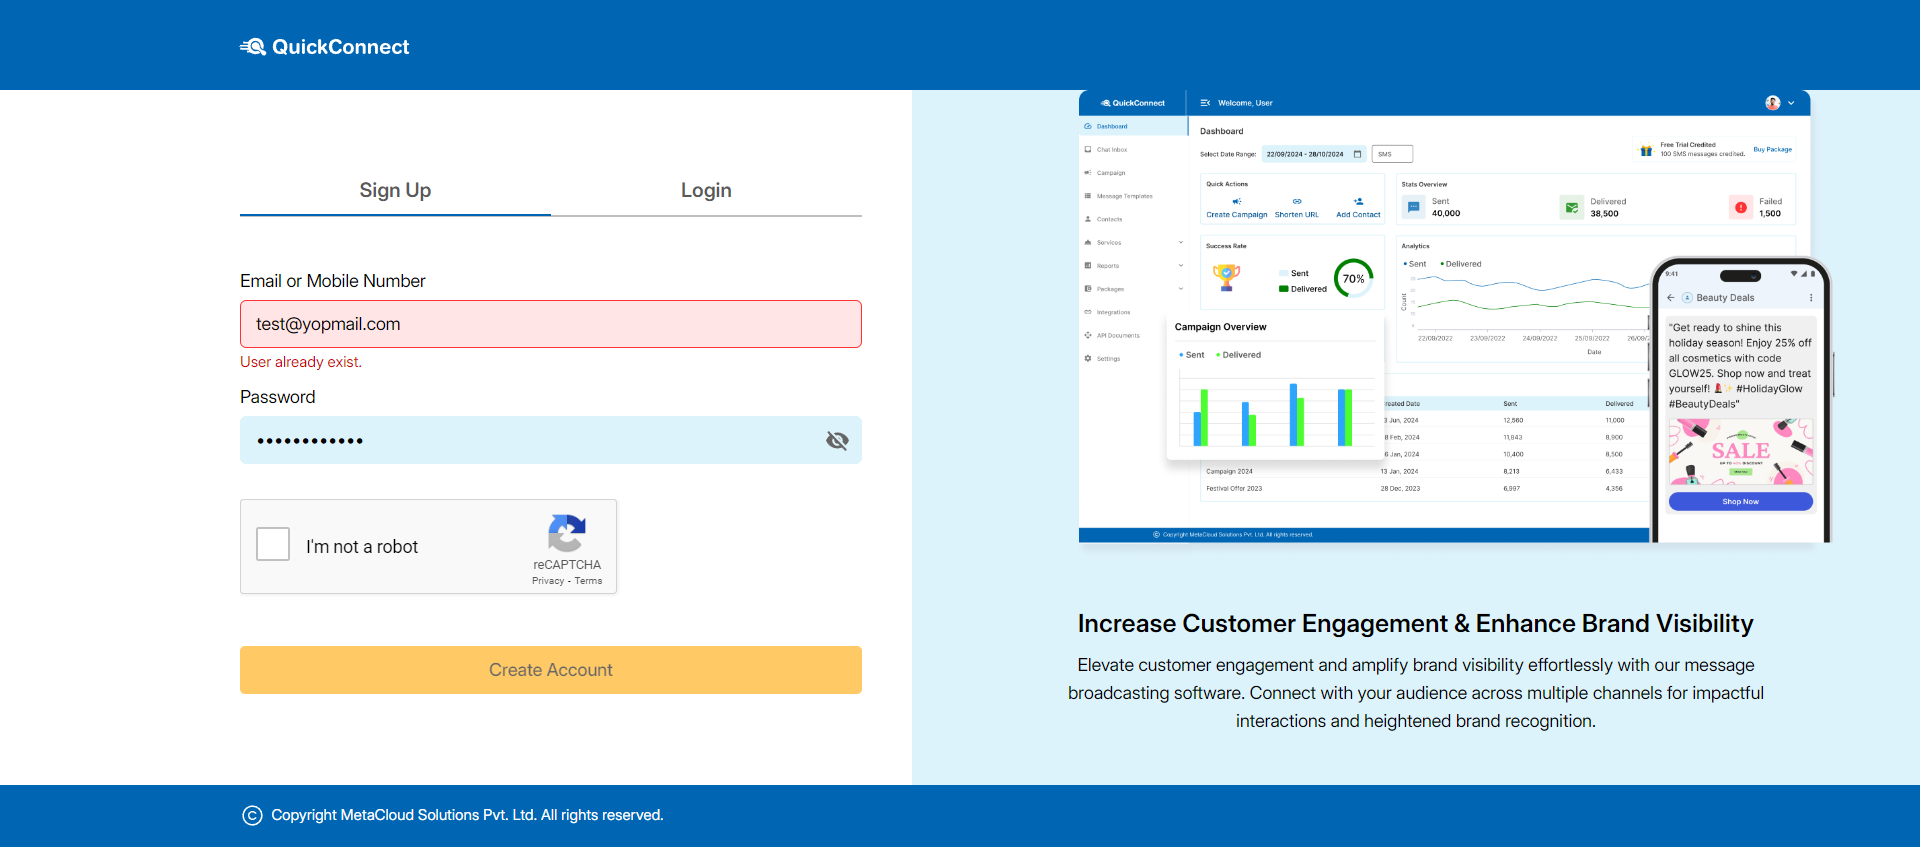 QuickConnect
Sign Up
Login
Email or Mobile Number
test@yopmail.com
User already exist.
Password
I'm not a robot
reCAPTCHA
Privacy - Terms
Create Account
QuickConnect
Welcome, User
Dashboard
Chat Inbox
Campaign
Message Templates
Contacts
Services
Reports
Packages
Integrations
API Documents
Settings
Dashboard
Select Date Range:
22/09/2024 - 28/10/2024
SMS
Free Trial Credited
100 SMS messages credited.
Buy Package
Quick Actions
Create Campaign
Shorten URL
Add Contact
Stats Overview
Sent
40,000
Delivered
38,500
Failed
1,500
Success Rate
Sent
Delivered
70%
Analytics
Sent
Delivered
Count
22/09/2022
23/09/2022
24/09/2022
25/09/2022
26/09/
Date
Campaign Overview
Sent
Delivered
reated Date
Sent
Delivered
3 Jun, 2024
12,560
11,000
8 Feb, 2024
11,843
8,900
Jan, 2024
10,400
8,500
Campaign 2024
13 Jan, 2024
8,213
6,433
Festival Offer 2023
28 Dec, 2023
6,997
4,356
Copyright MetaCloud Solutions Pvt. Ltd. All rights reserved.
9:41
Beauty Deals
"Get ready to shine this
holiday season! Enjoy 25% off
all cosmetics with code
GLOW25. Shop now and treat
yourself! 💄✨ #HolidayGlow
#BeautyDeals"
SALE
Shop Now
Increase Customer Engagement & Enhance Brand Visibility
Elevate customer engagement and amplify brand visibility effortlessly with our message
broadcasting software. Connect with your audience across multiple channels for impactful
interactions and heightened brand recognition.
© Copyright MetaCloud Solutions Pvt. Ltd. All rights reserved.